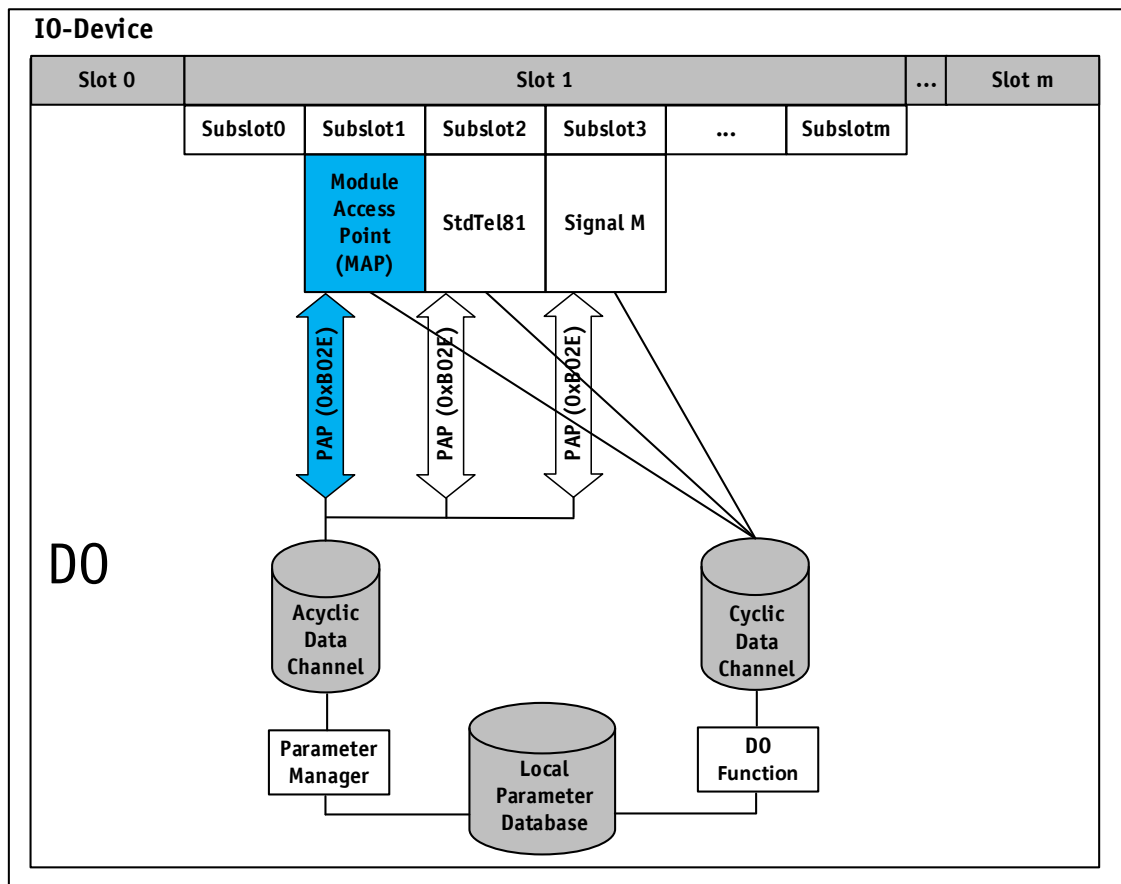 IO-Device
Slot 0
Slot 1
...
Slot m
Subslot0
Subslot1
Subslot2
Subslot3
...
Subslotm
Module
Access
Point
(MAP)
StdTel81
Signal M
PAP (0xB02E)
PAP (0xB02E)
PAP (0xB02E)
DO
Acyclic
Data
Channel
Cyclic
Data
Channel
Parameter
Manager
Local
Parameter
Database
DO
Function